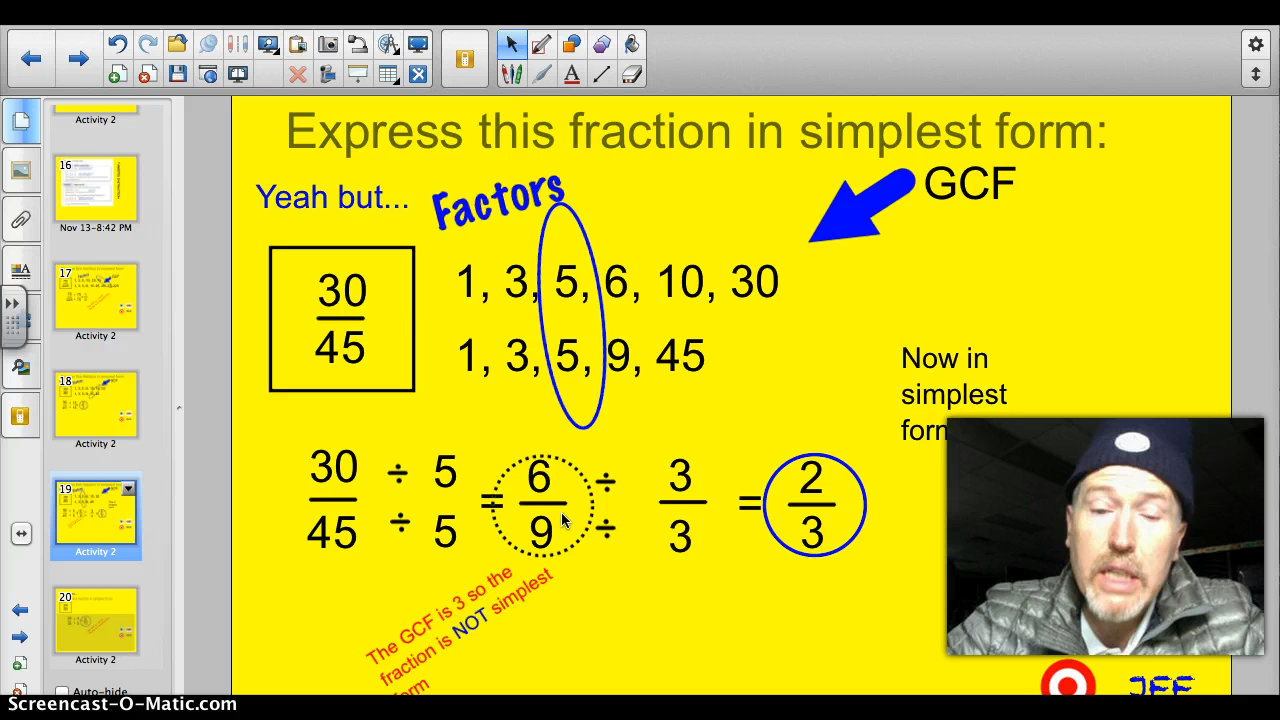 Activity 2
16
Nov 13-8:42 PM
17
Activity 2
18
Activity 2
19
Activity 2
20
Activity 2
Auto-hide
Express this fraction in simplest form:
GCF
Yeah but...
Factors
30
45
1, 3, 5, 6, 10, 30
1, 3, 5, 9, 45
Now in
simplest
form
30 ÷ 5 = 6 ÷ 3 = 2
45 ÷ 5 9 ÷ 3 3
The GCF is 3 so the
fraction is NOT simplest
form
JEF
Screencast-O-Matic.com